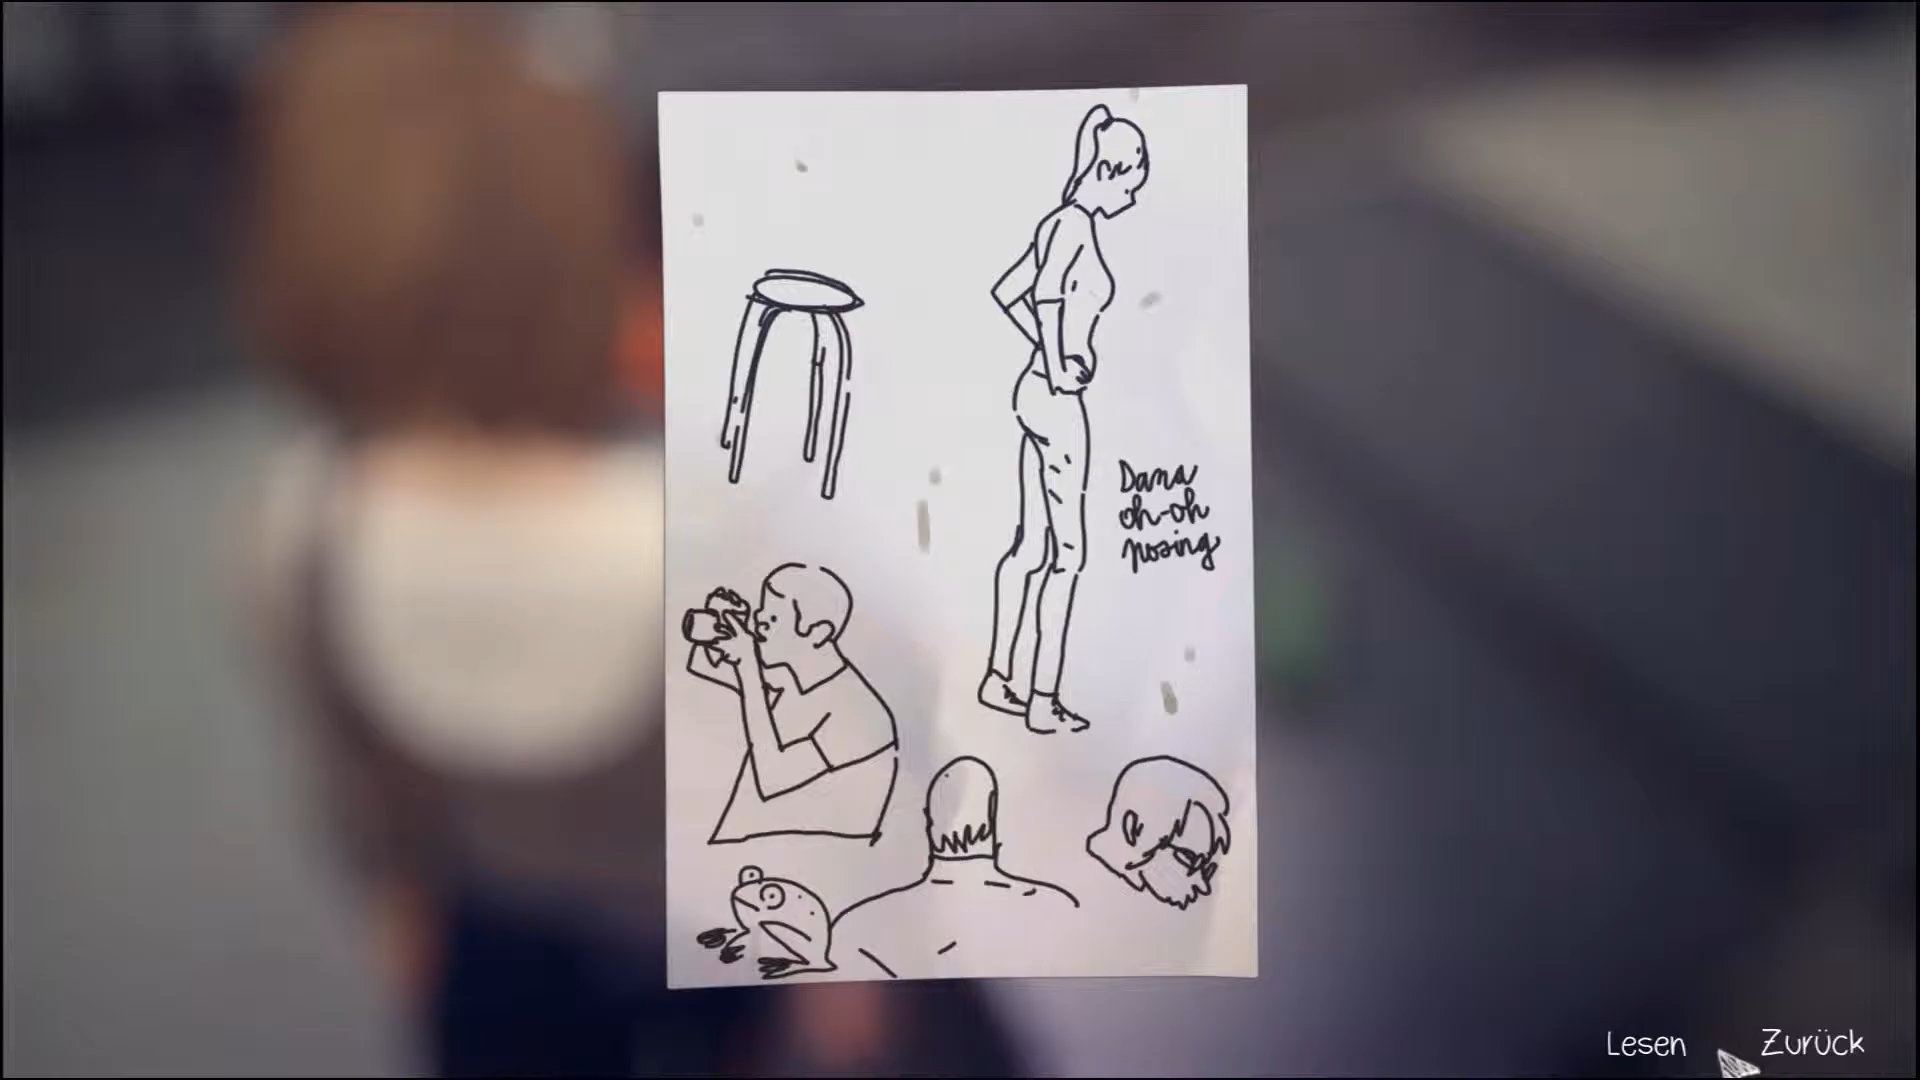 Dana
oh-oh
posing
Lesen
Zurück